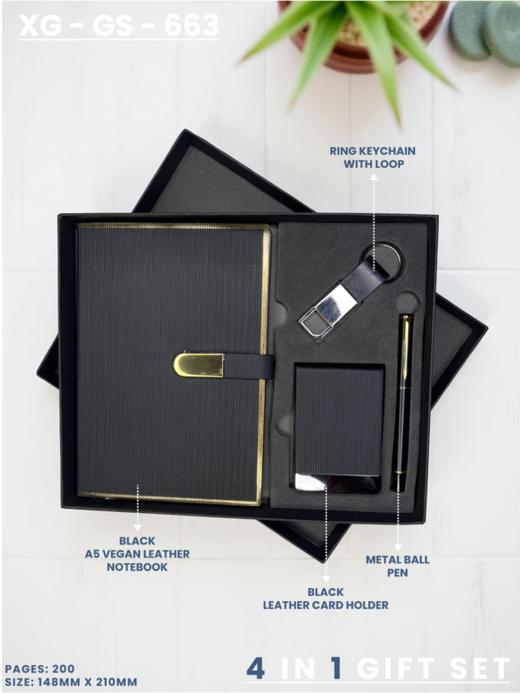 XG - GS - 663
RING KEYCHAIN
WITH LOOP
BLACK
A5 VEGAN LEATHER
NOTEBOOK
METAL BALL
PEN
BLACK
LEATHER CARD HOLDER
PAGES: 200
SIZE: 148MM X 210MM
4 IN 1 GIFT SET